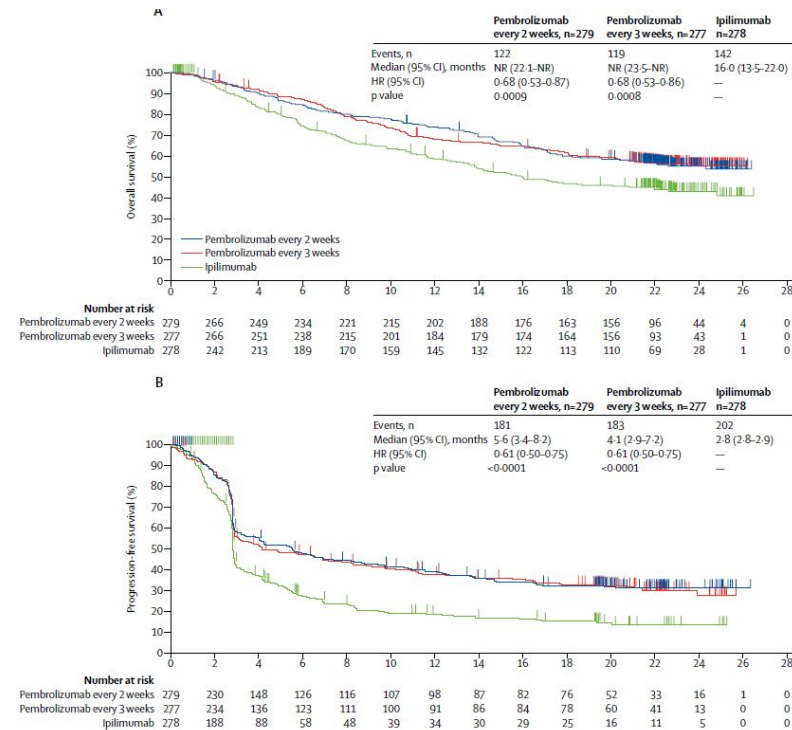 A
Pembrolizumab every 2 weeks, n=279 Pembrolizumab every 3 weeks, n=277 Ipilimumab n=278
Events, n 122 119 142
Median (95% CI), months NR (22·1–NR) NR (23·5–NR) 16·0 (13·5–22·0)
HR (95% CI) 0·68 (0·53–0·87) 0·68 (0·53–0·86) —
p value 0·0009 0·0008 —
Overall survival (%)
100
90
80
70
60
50
40
30
20
10
0
Pembrolizumab every 2 weeks
Pembrolizumab every 3 weeks
Ipilimumab
0 2 4 6 8 10 12 14 16 18 20 22 24 26 28
Number at risk
Pembrolizumab every 2 weeks 279 266 249 234 221 215 202 188 176 163 156 96 44 4 0
Pembrolizumab every 3 weeks 277 266 251 238 215 201 184 179 174 164 156 93 43 1 0
Ipilimumab 278 242 213 189 170 159 145 132 122 113 110 69 28 1 0
B
Pembrolizumab every 2 weeks, n=279 Pembrolizumab every 3 weeks, n=277 Ipilimumab n=278
Events, n 181 183 202
Median (95% CI), months 5·6 (3·4–8·2) 4·1 (2·9–7·2) 2·8 (2·8–2·9)
HR (95% CI) 0·61 (0·50–0·75) 0·61 (0·50–0·75) —
p value <0·0001 <0·0001 —
Progression-free survival (%)
100
90
80
70
60
50
40
30
20
10
0
0 2 4 6 8 10 12 14 16 18 20 22 24 26 28
Number at risk
Pembrolizumab every 2 weeks 279 230 148 126 116 107 98 87 82 76 52 33 16 1 0
Pembrolizumab every 3 weeks 277 234 136 123 111 100 91 86 84 78 60 41 13 0 0
Ipilimumab 278 188 88 58 48 39 34 30 29 25 16 11 5 0 0